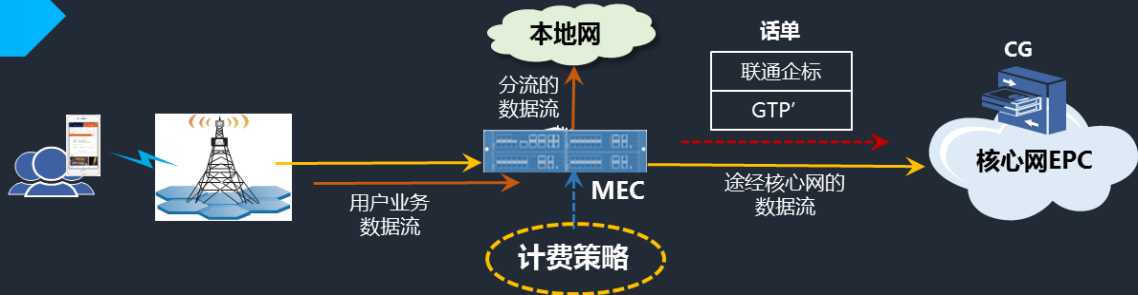 本地网
话单
CG
联通企标
GTP’
分流的
数据流
核心网EPC
MEC
途经核心网的
数据流
用户业务
数据流
计费策略